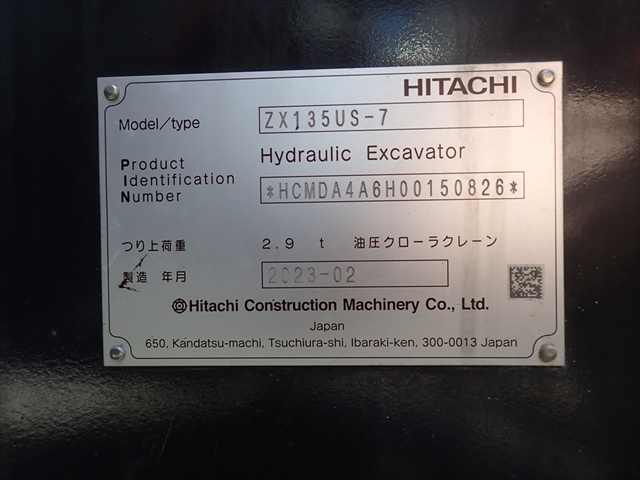 HITACHI
Model/type ZX135US-7
Product Hydraulic Excavator
Identification
Number *HCMDA4A6H00150826*
つり上荷重 2.9 t 油圧クローラクレーン
製造 年月 2023-02
Hitachi Construction Machinery Co., Ltd.
Japan
650, Kandatsu-machi, Tsuchiura-shi, Ibaraki-ken, 300-0013 Japan